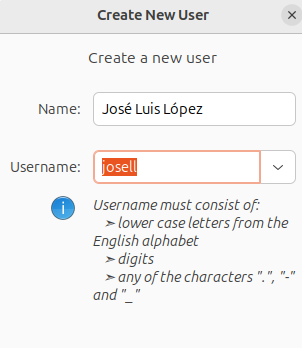 Create New User
Create a new user
Name: José Luis López
Username: josell
Username must consist of:
➣ lower case letters from the
English alphabet
➣ digits
➣ any of the characters ".", "-"
and "_"